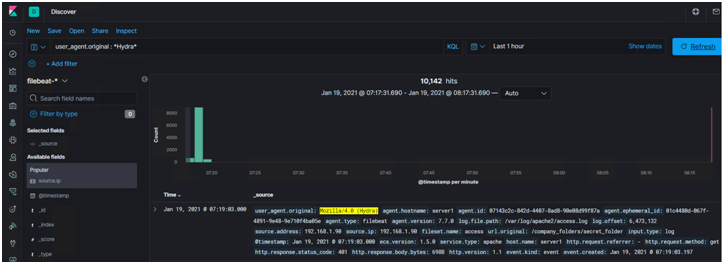 D Discover
New Save Open Share Inspect
user_agent.original : *Hydra* KQL Last 1 hour Show dates Refresh
+ Add filter
filebeat-*
10,142 hits
Jan 19, 2021 @ 07:17:31.690 - Jan 19, 2021 @ 08:17:31.690 — Auto
Search field names
Filter by type 0
Selected fields
_source
Available fields
Popular
source.ip
@timestamp
t _id
t _index
# _score
t _type
Count
8000
6000
4000
2000
0
07:20 07:25 07:30 07:35 07:40 07:45 07:50 07:55 08:00 08:05 08:10 08:15
@timestamp per minute
Time _source
Jan 19, 2021 @ 07:19:03.000 user_agent.original: Mozilla/4.0 (Hydra) agent.hostname: server1 agent.id: 07143c2c-842d-4407-8ad8-90e08d99f87a agent.ephemeral_id: 01c4480d-867f-
4891-9e48-9e710f4ba05e agent.type: filebeat agent.version: 7.7.0 log.file.path: /var/log/apache2/access.log log.offset: 6,473,132
source.address: 192.168.1.90 source.ip: 192.168.1.90 fileset.name: access url.original: /company_folders/secret_folder input.type: log
@timestamp: Jan 19, 2021 @ 07:19:03.000 ecs.version: 1.5.0 service.type: apache host.name: server1 http.request.referrer: - http.request.method: get
http.response.status_code: 401 http.response.body.bytes: 6988 http.version: 1.1 event.kind: event event.created: Jan 19, 2021 @ 07:19:03.197